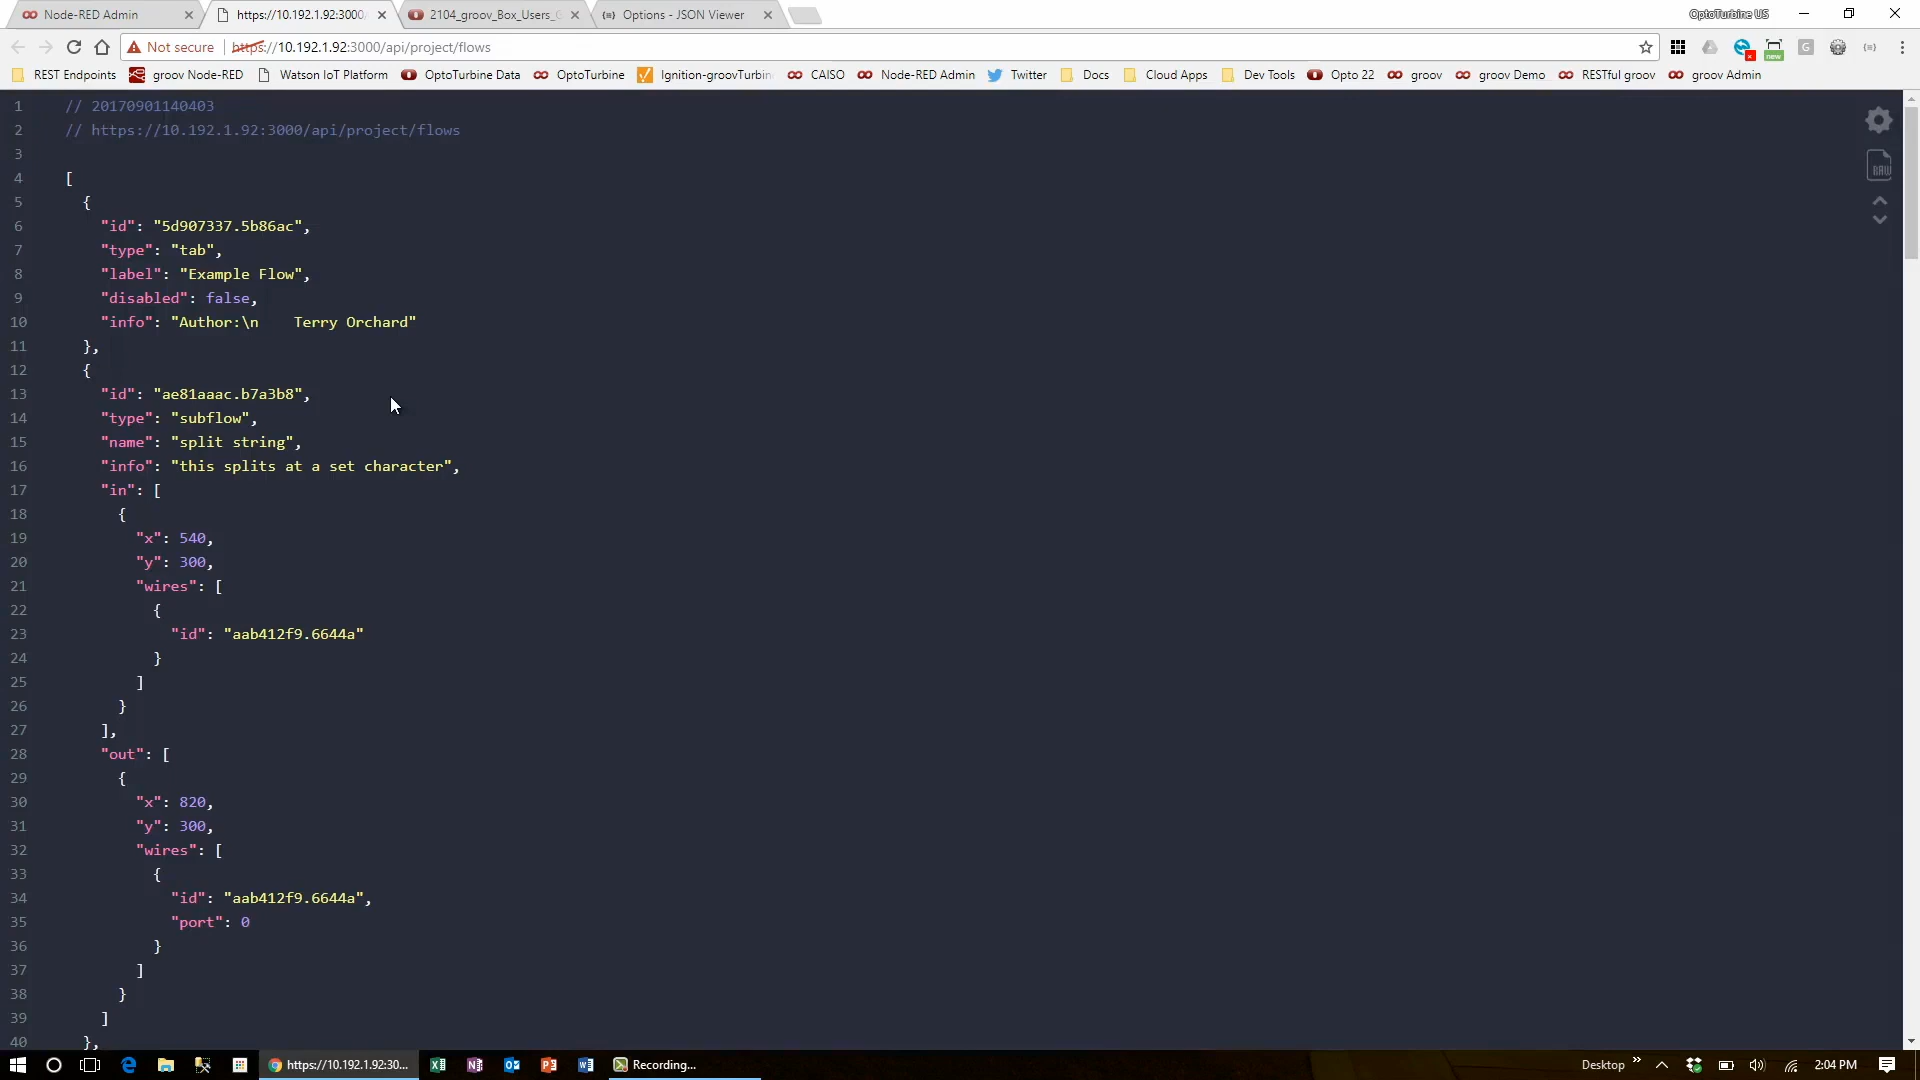 Node-RED Admin
https://10.192.1.92:3000/
2104_groov_Box_Users_G
Options - JSON Viewer
OptoTurbine US
Not secure
https://10.192.1.92:3000/api/project/flows
REST Endpoints
groov Node-RED
Watson IoT Platform
OptoTurbine Data
OptoTurbine
Ignition-groovTurbin
CAISO
Node-RED Admin
Twitter
Docs
Cloud Apps
Dev Tools
Opto 22
groov
groov Demo
RESTful groov
groov Admin
new
G
RAW
1 // 20170901140403
2 // https://10.192.1.92:3000/api/project/flows
3
4 [
5 {
6 "id": "5d907337.5b86ac",
7 "type": "tab",
8 "label": "Example Flow",
9 "disabled": false,
10 "info": "Author:\n    Terry Orchard"
11 },
12 {
13 "id": "ae81aaac.b7a3b8",
14 "type": "subflow",
15 "name": "split string",
16 "info": "this splits at a set character",
17 "in": [
18 {
19 "x": 540,
20 "y": 300,
21 "wires": [
22 {
23 "id": "aab412f9.6644a"
24 }
25 ]
26 }
27 ],
28 "out": [
29 {
30 "x": 820,
31 "y": 300,
32 "wires": [
33 {
34 "id": "aab412f9.6644a",
35 "port": 0
36 }
37 ]
38 }
39 ]
40 },
https://10.192.1.92:30...
Recording...
Desktop
2:04 PM